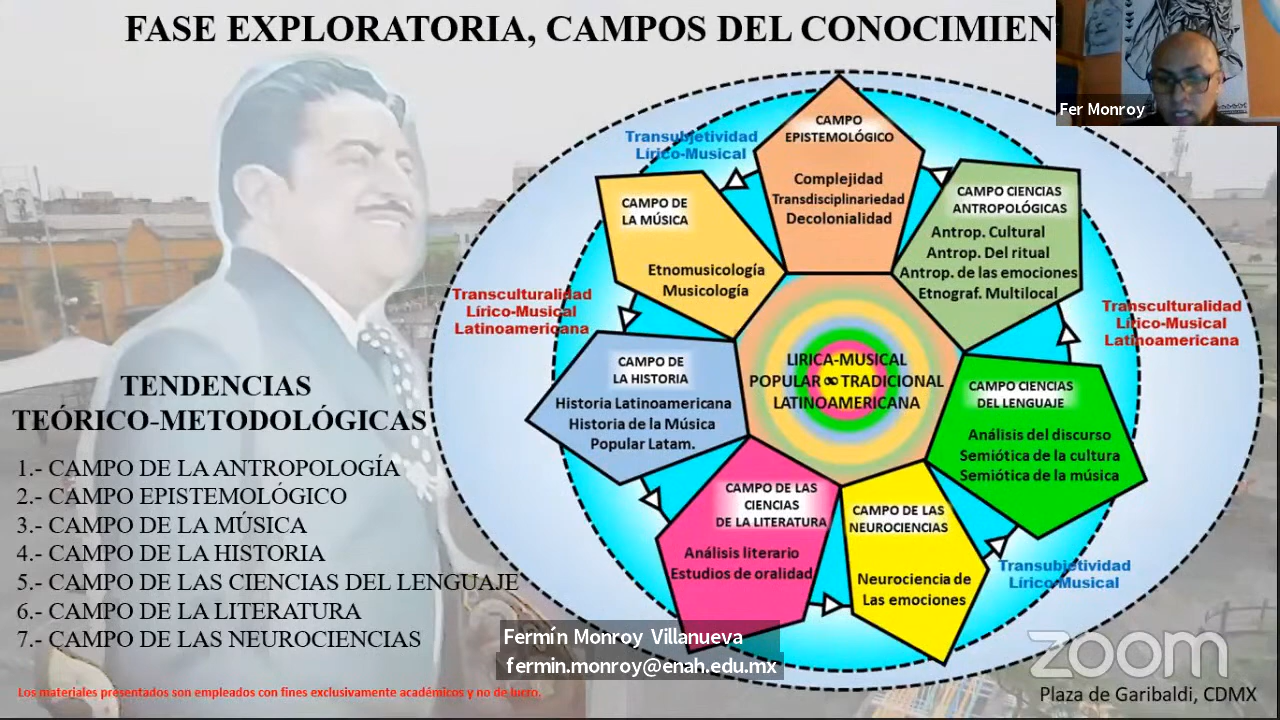 FASE EXPLORATORIA, CAMPOS DEL CONOCIMIEN
Fer Monroy
TENDENCIAS
TEÓRICO-METODOLÓGICAS
1.- CAMPO DE LA ANTROPOLOGÍA
2.- CAMPO EPISTEMOLÓGICO
3.- CAMPO DE LA MÚSICA
4.- CAMPO DE LA HISTORIA
5.- CAMPO DE LAS CIENCIAS DEL LENGUAJE
6.- CAMPO DE LA LITERATURA
7.- CAMPO DE LAS NEUROCIENCIAS
Los materiales presentados son empleados con fines exclusivamente académicos y no de lucro.
Transubjetividad
Lírico-Musical
CAMPO
EPISTEMOLÓGICO
Complejidad
Transdisciplinariedad
Decolonialidad
CAMPO CIENCIAS
ANTROPOLÓGICAS
Antrop. Cultural
Antrop. Del ritual
Antrop. de las emociones
Etnograf. Multilocal
CAMPO DE
LA MÚSICA
Etnomusicología
Musicología
Transculturalidad
Lírico-Musical
Latinoamericana
Transculturalidad
Lírico-Musical
Latinoamericana
CAMPO DE
LA HISTORIA
Historia Latinoamericana
Historia de la Música
Popular Latam.
LIRICA-MUSICAL
POPULAR ∞ TRADICIONAL
LATINOAMERICANA
CAMPO CIENCIAS
DEL LENGUAJE
Análisis del discurso
Semiótica de la cultura
Semiótica de la música
CAMPO DE LAS
CIENCIAS
DE LA LITERATURA
Análisis literario
Estudios de oralidad
CAMPO DE LAS
NEUROCIENCIAS
Neurociencia de
Las emociones
Transubjetividad
Lírico-Musical
Fermín Monroy Villanueva
fermin.monroy@enah.edu.mx
zoom
Plaza de Garibaldi, CDMX